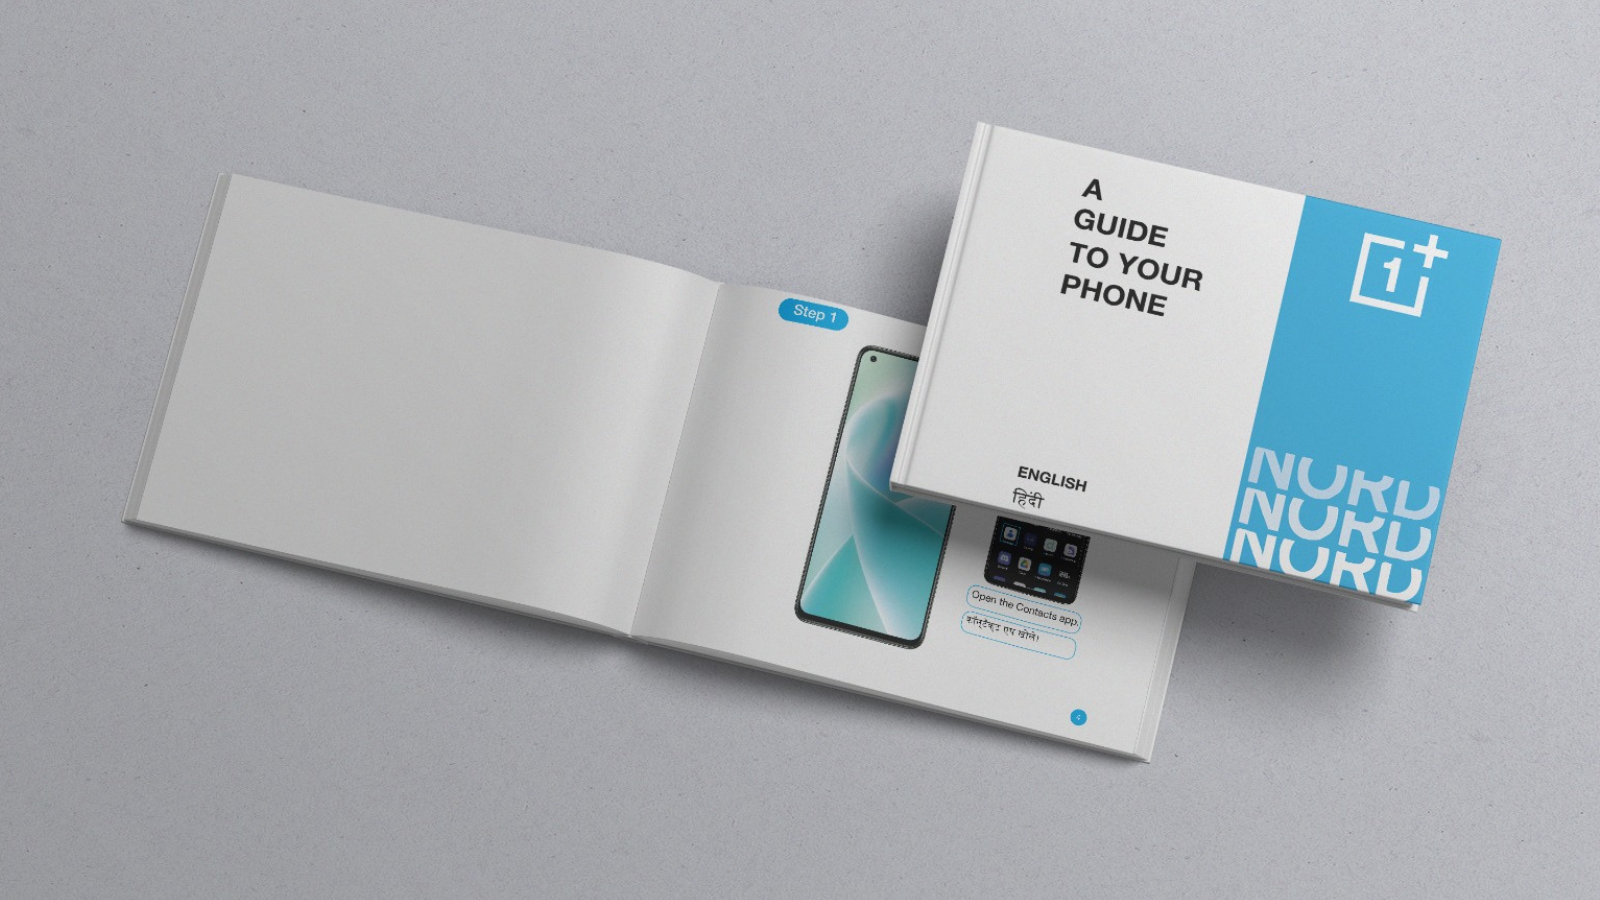 Step 1
Open the Contacts app.
कॉन्टैक्ट एप खोलें।
4
A
GUIDE
TO YOUR
PHONE
ENGLISH
हिंदी
1+
NORD
NORD
NORD